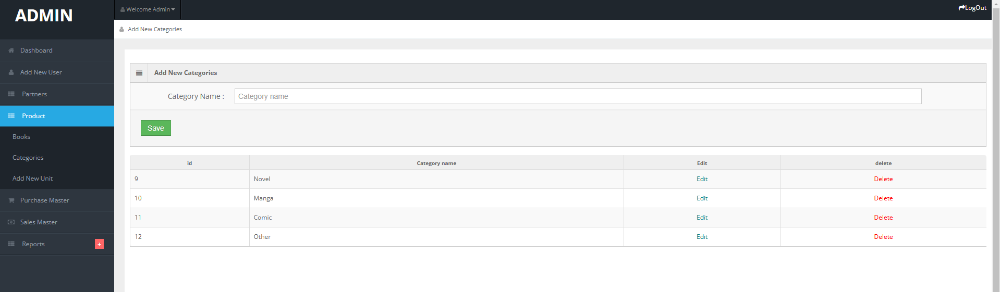 ADMIN
Welcome Admin
LogOut
Add New Categories
Dashboard
Add New User
Partners
Product
Books
Categories
Add New Unit
Purchase Master
Sales Master
Reports +
Add New Categories
Category Name : Category name
Save
id Category name Edit delete
9 Novel Edit Delete
10 Manga Edit Delete
11 Comic Edit Delete
12 Other Edit Delete